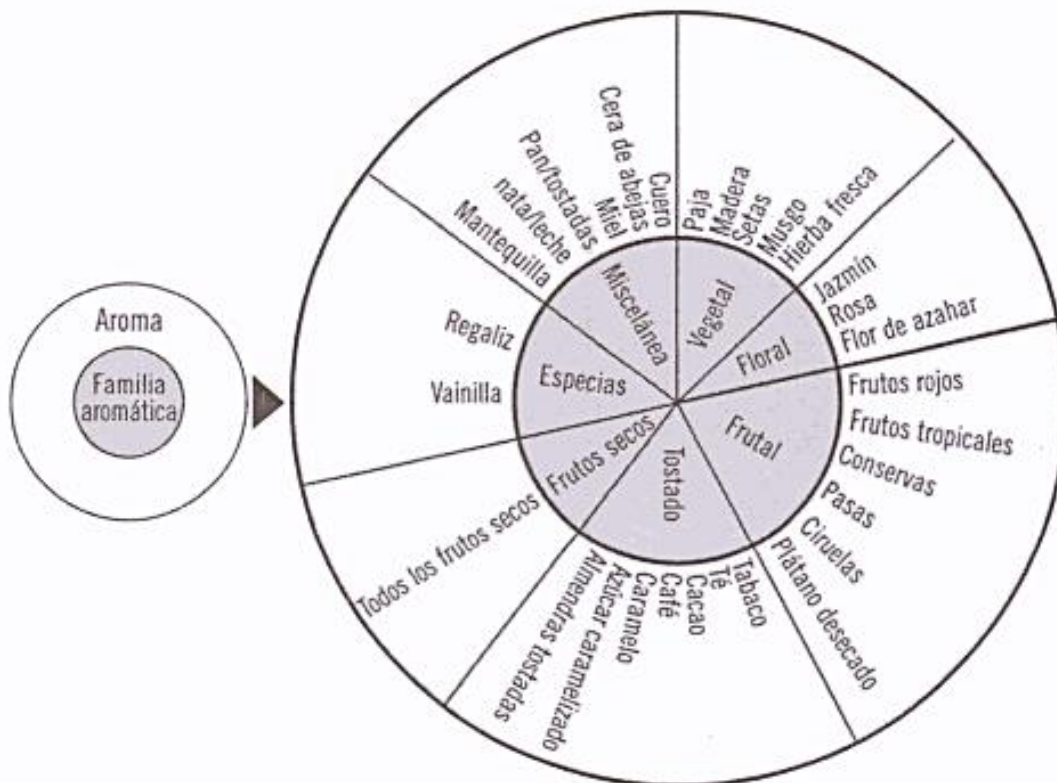 Aroma
Familia
aromática
Vegetal
Paja
Madera
Setas
Musgo
Hierba fresca
Floral
Jazmín
Rosa
Flor de azahar
Frutal
Frutos rojos
Frutos tropicales
Conservas
Pasas
Ciruelas
Plátano desecado
Tostado
Tabaco
Té
Cacao
Café
Caramelo
Azúcar caramelizado
Almendras tostadas
Frutos secos
Todos los frutos secos
Especias
Vainilla
Regaliz
Miscelánea
Mantequilla
nata/leche
Pan/tostadas
Miel
Cera de abejas
Cuero